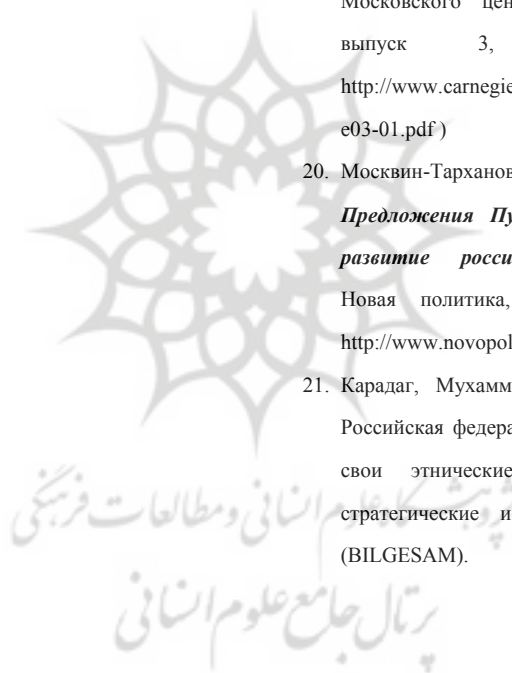 Московского цен
выпуск 3,
http://www.carnegie
e03-01.pdf )
20. Москвин-Тарханов
Предложения Пу
развитие росси
Новая политика,
http://www.novopol
21. Карадаг, Мухамм
Российская федера
свои этнические
стратегические и
(BILGESAM).
پژوهشگاه علوم انسانی و مطالعات فرهنگی
پرتال جامع علوم انسانی